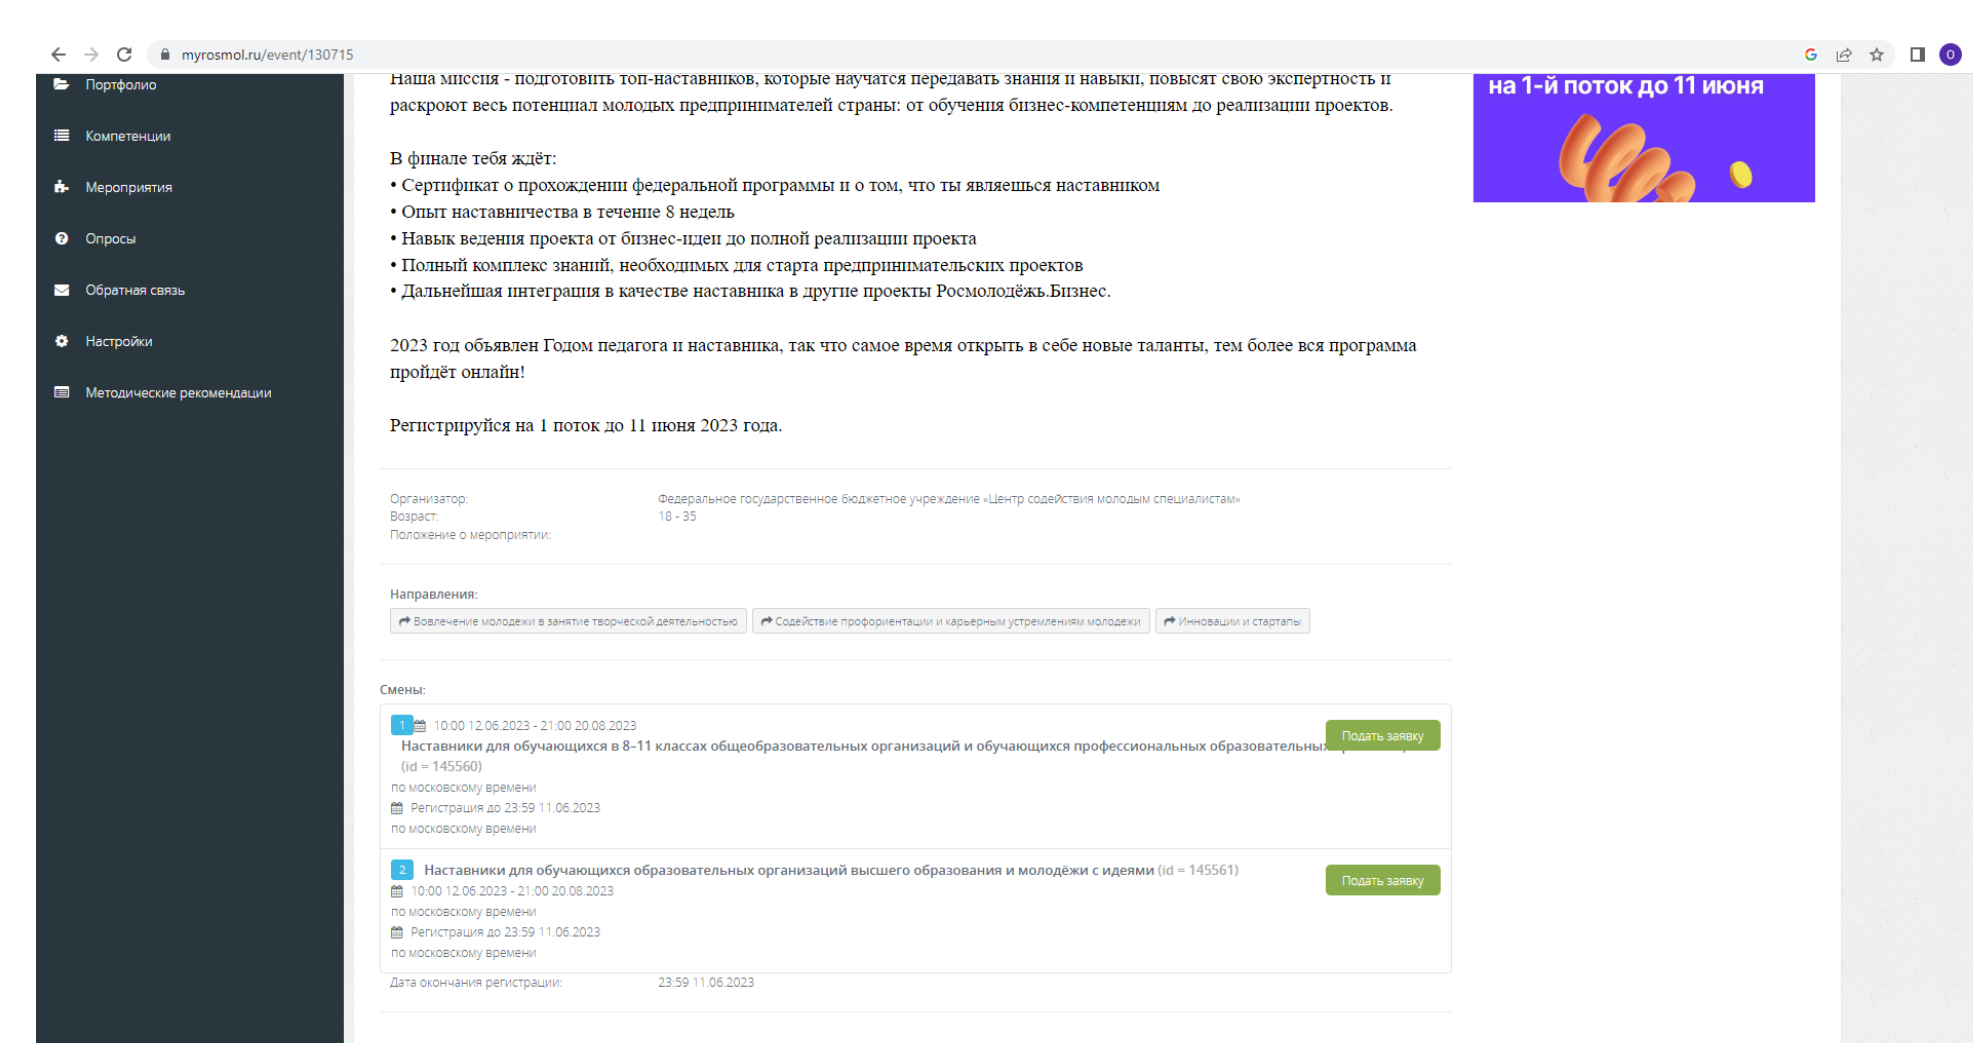 myrosmol.ru/event/130715
G
O
Портфолио
Компетенции
Мероприятия
Опросы
Обратная связь
Настройки
Методические рекомендации
Наша миссия - подготовить топ-наставников, которые научатся передавать знания и навыки, повысят свою экспертность и
раскроют весь потенциал молодых предпринимателей страны: от обучения бизнес-компетенциям до реализации проектов.
В финале тебя ждёт:
• Сертификат о прохождении федеральной программы и о том, что ты являешься наставником
• Опыт наставничества в течение 8 недель
• Навык ведения проекта от бизнес-идеи до полной реализации проекта
• Полный комплекс знаний, необходимых для старта предпринимательских проектов
• Дальнейшая интеграция в качестве наставника в другие проекты Росмолодёжь.Бизнес.
2023 год объявлен Годом педагога и наставника, так что самое время открыть в себе новые таланты, тем более вся программа
пройдёт онлайн!
Регистрируйся на 1 поток до 11 июня 2023 года.
на 1-й поток до 11 июня
Организатор: Федеральное государственное бюджетное учреждение «Центр содействия молодым специалистам»
Возраст: 18 - 35
Положение о мероприятии:
Направления:
Вовлечение молодежи в занятие творческой деятельностью Содействие профориентации и карьерным устремлениям молодежи Инновации и стартапы
Смены:
1 10:00 12.06.2023 - 21:00 20.08.2023
Подать заявку
Наставники для обучающихся в 8–11 классах общеобразовательных организаций и обучающихся профессиональных образовательных
(id = 145560)
по московскому времени
Регистрация до 23:59 11.06.2023
по московскому времени
2 Наставники для обучающихся образовательных организаций высшего образования и молодёжи с идеями (id = 145561)
Подать заявку
10:00 12.06.2023 - 21:00 20.08.2023
по московскому времени
Регистрация до 23:59 11.06.2023
по московскому времени
Дата окончания регистрации: 23:59 11.06.2023